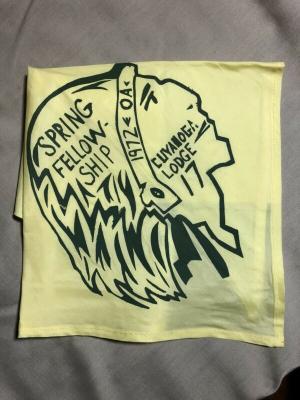 SPRING
FELLOW-
SHIP
1972 OA
CUYAHOGA
LODGE
17